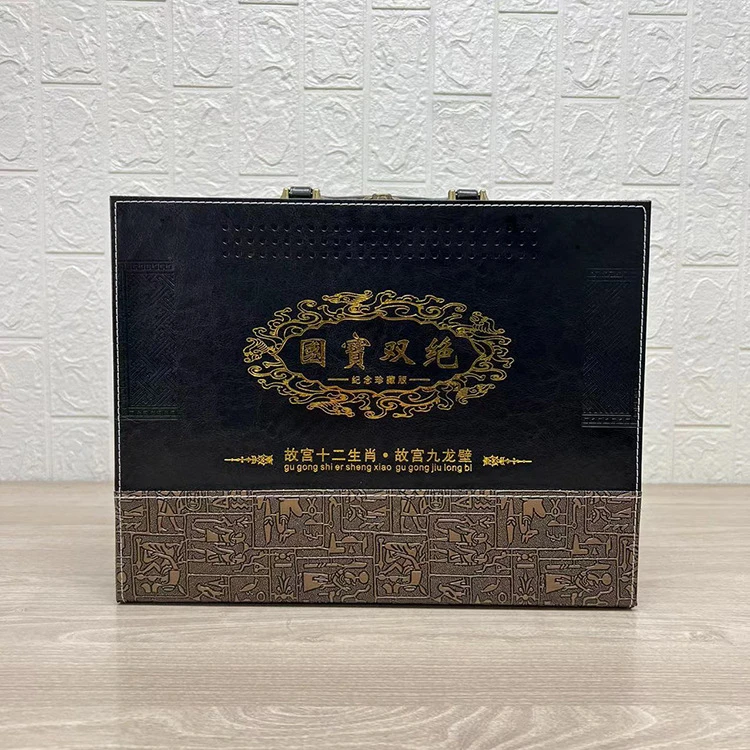 國寶双绝
纪念珍藏版
故宫十二生肖·故宫九龙壁
gu gong shi er sheng xiao gu gong jiu long bi